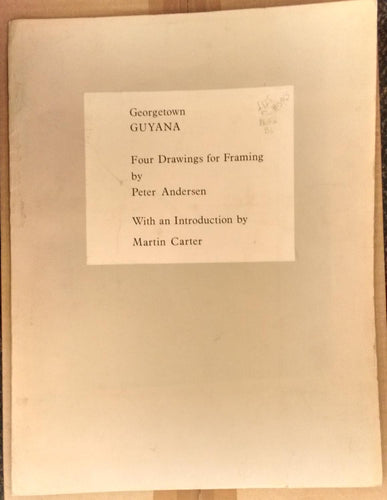 Georgetown
GUYANA
Four Drawings for Framing
by
Peter Andersen
With an Introduction by
Martin Carter